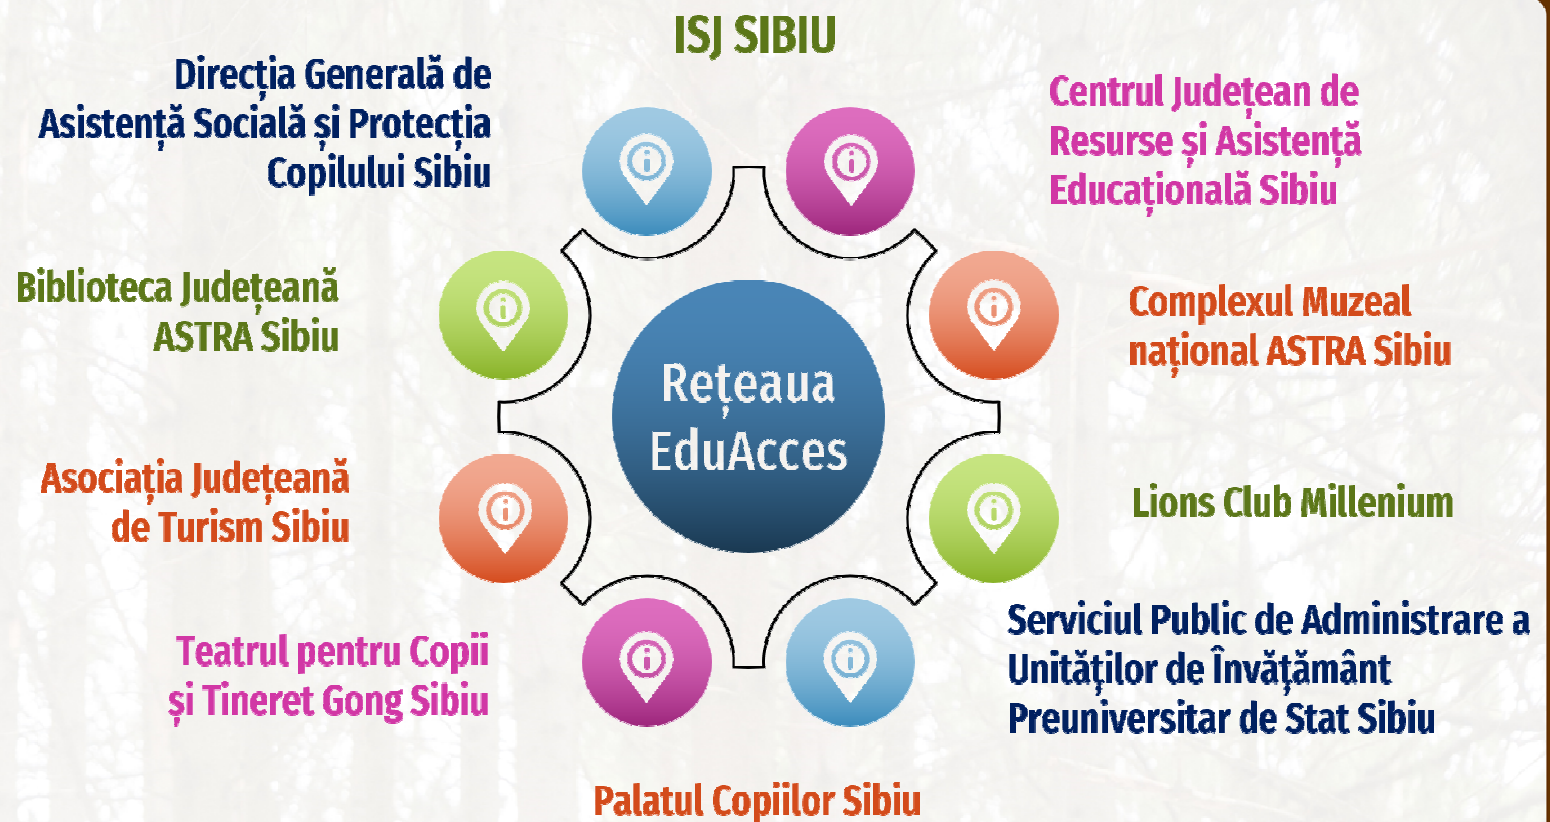 ISJ SIBIU
Direcția Generală de
Asistență Socială și Protecția
Copilului Sibiu
Centrul Județean de
Resurse și Asistență
Educațională Sibiu
Biblioteca Județeană
ASTRA Sibiu
Complexul Muzeal
național ASTRA Sibiu
Rețeaua
EduAcces
Asociația Județeană
de Turism Sibiu
Lions Club Millenium
Teatrul pentru Copii
și Tineret Gong Sibiu
Serviciul Public de Administrare a
Unităților de Învățământ
Preuniversitar de Stat Sibiu
Palatul Copiilor Sibiu